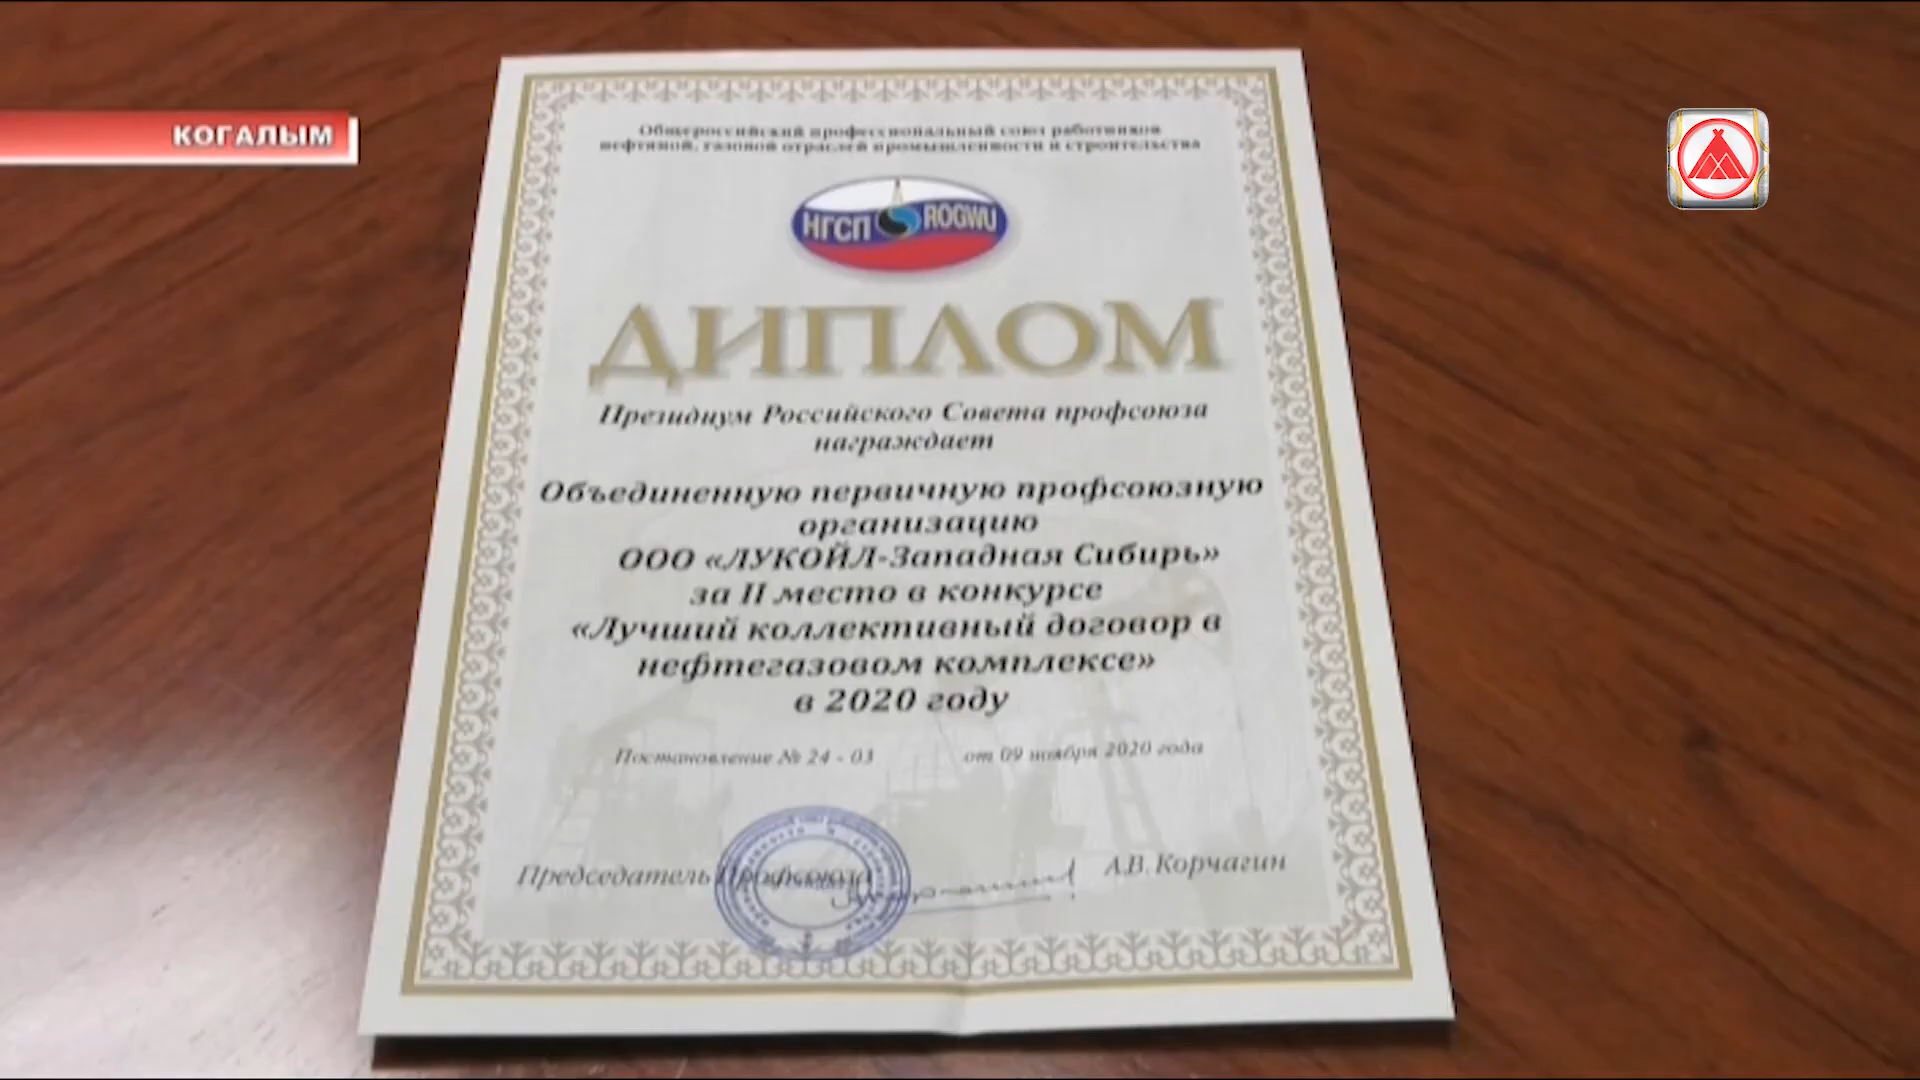 КОГАЛЫМ
Общероссийский профессиональный союз работников
нефтяной, газовой отраслей промышленности и строительства
НГСП ROGWU
ДИПЛОМ
Президиум Российского Совета профсоюза
награждает
Объединенную первичную профсоюзную
организацию
ООО «ЛУКОЙЛ-Западная Сибирь»
за II место в конкурсе
«Лучший коллективный договор в
нефтегазовом комплексе»
в 2020 году
Постановление № 24 - 03 от 09 ноября 2020 года
Председатель Профсоюза А.В. Корчагин